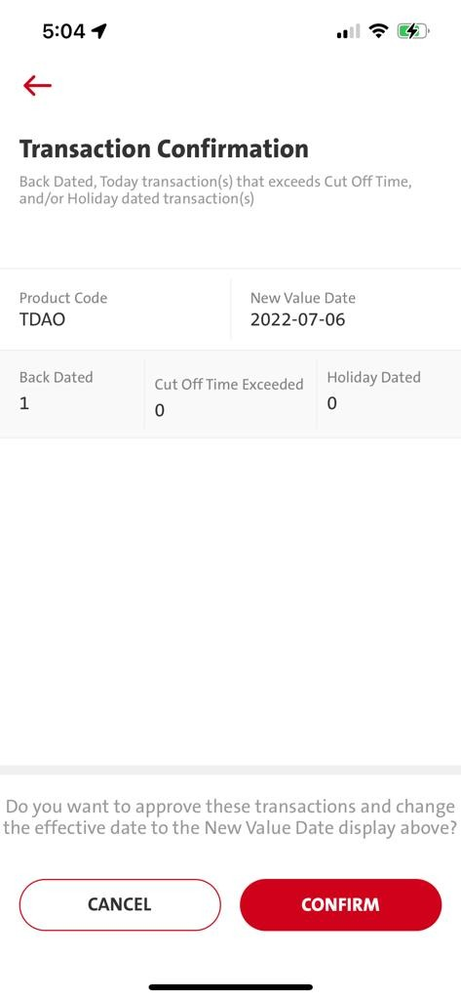 5:04
Transaction Confirmation
Back Dated, Today transaction(s) that exceeds Cut Off Time,
and/or Holiday dated transaction(s)
Product Code
TDAO
New Value Date
2022-07-06
Back Dated
1
Cut Off Time Exceeded
0
Holiday Dated
0
Do you want to approve these transactions and change
the effective date to the New Value Date display above?
CANCEL
CONFIRM